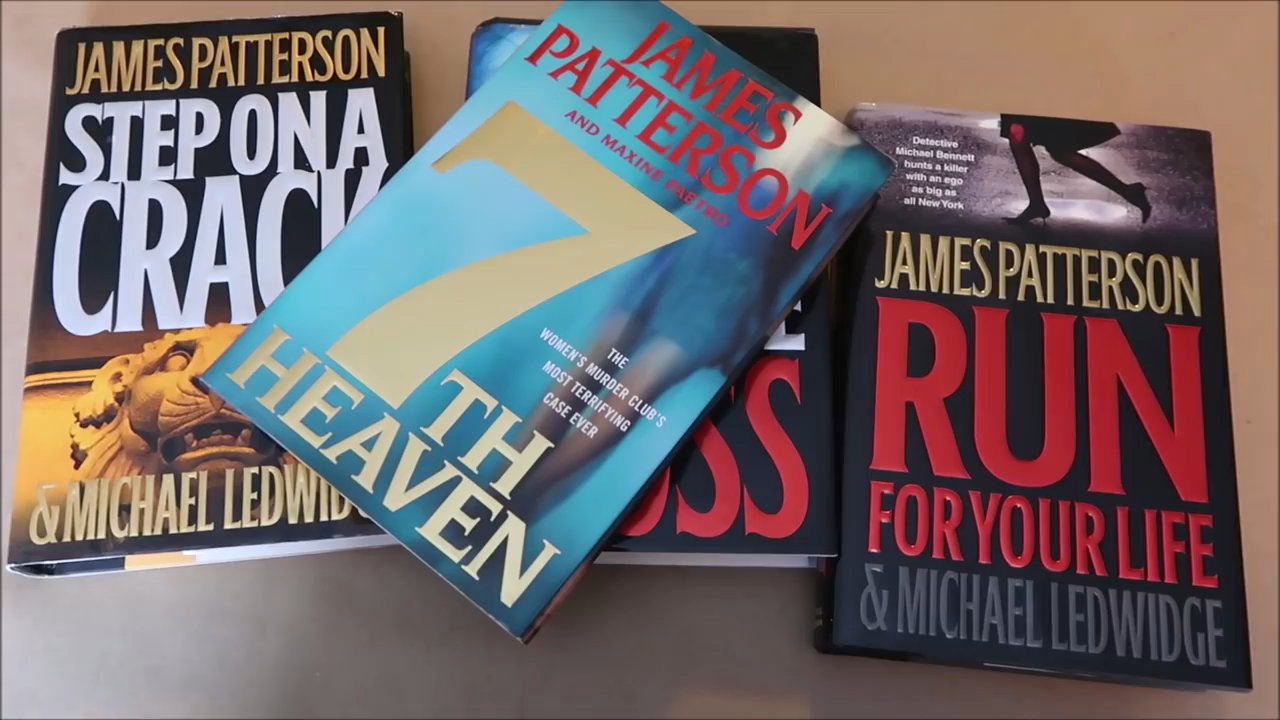 JAMES PATTERSON
STEP ON A
CRACK
& MICHAEL LEDWIDGE
JAMES
PATTERSON
AND MAXINE PAETRO
7
TH
HEAVEN
THE
WOMEN'S MURDER CLUB'S
MOST TERRIFYING
CASE EVER
Detective
Michael Bennett
hunts a killer
with an ego
as big as
all New York
JAMES PATTERSON
RUN
FOR YOUR LIFE
& MICHAEL LEDWIDGE